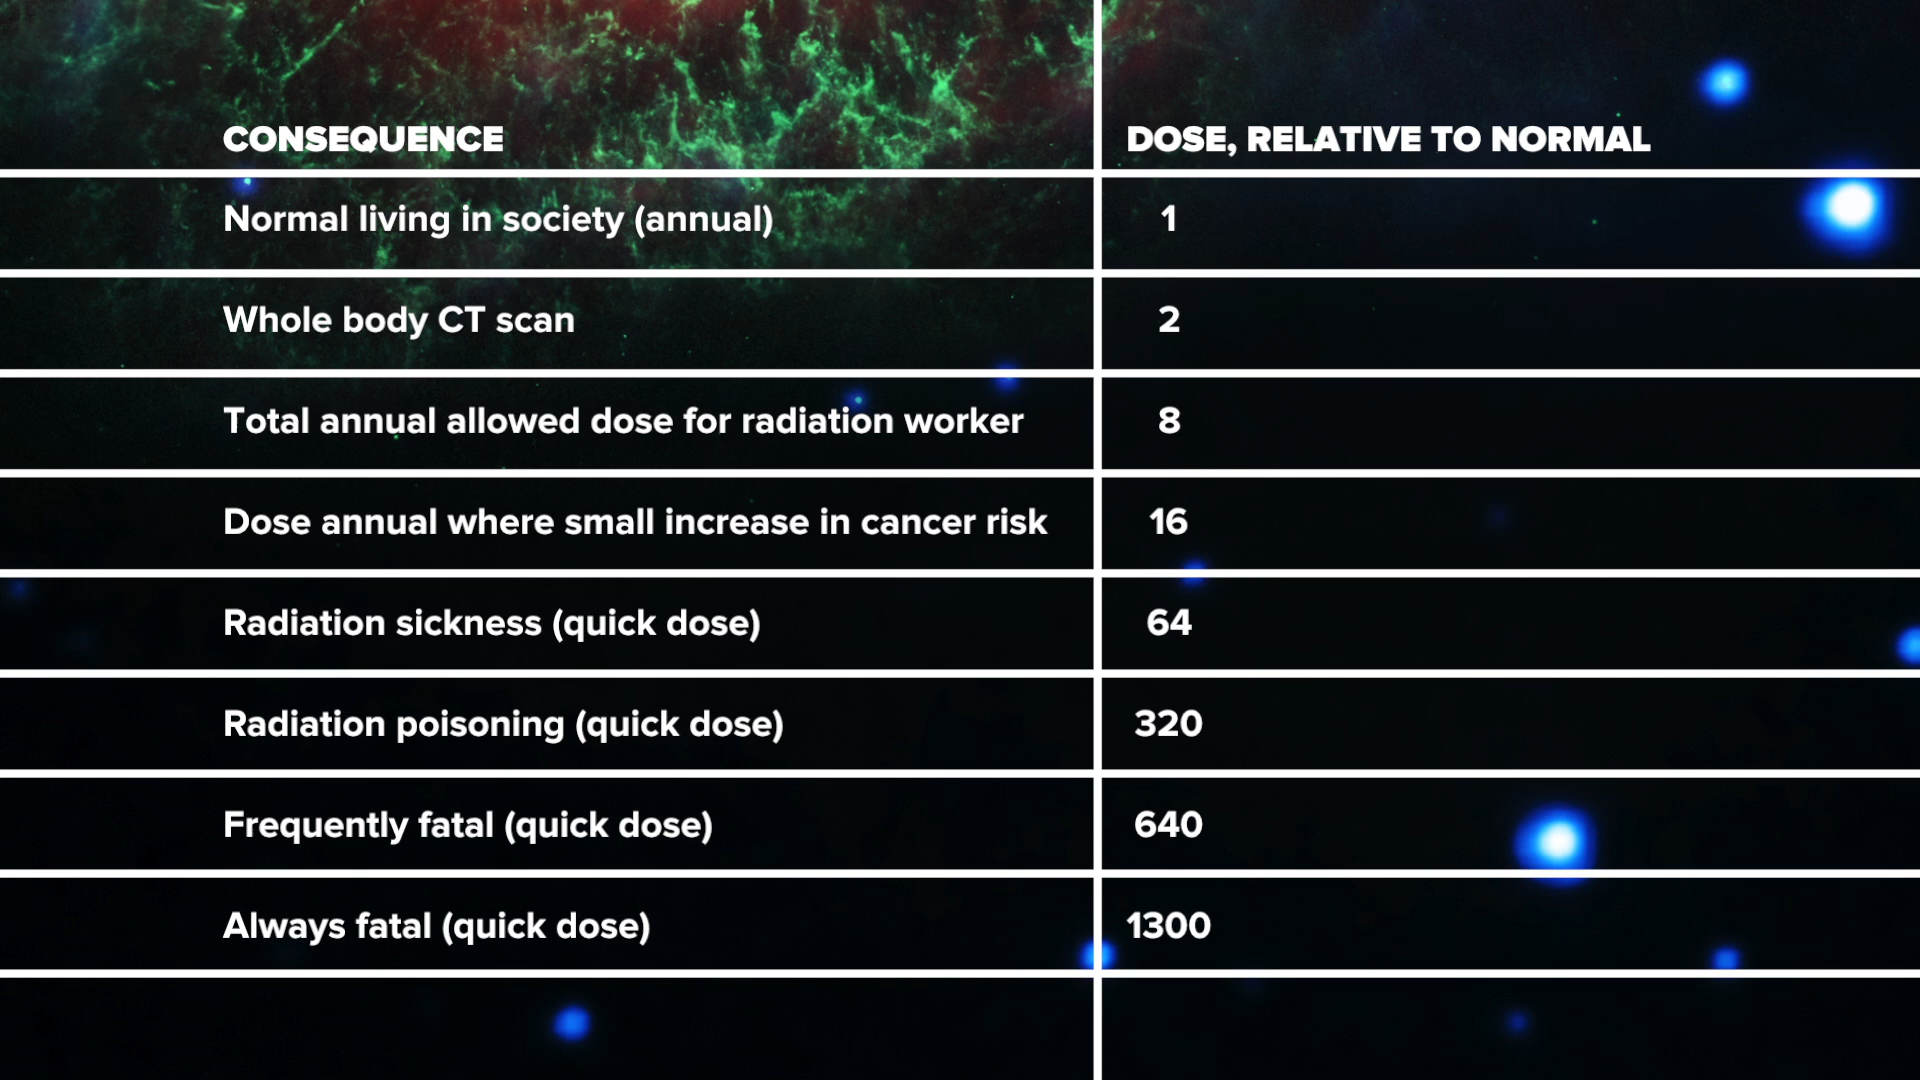 CONSEQUENCE DOSE, RELATIVE TO NORMAL
Normal living in society (annual) 1
Whole body CT scan 2
Total annual allowed dose for radiation worker 8
Dose annual where small increase in cancer risk 16
Radiation sickness (quick dose) 64
Radiation poisoning (quick dose) 320
Frequently fatal (quick dose) 640
Always fatal (quick dose) 1300